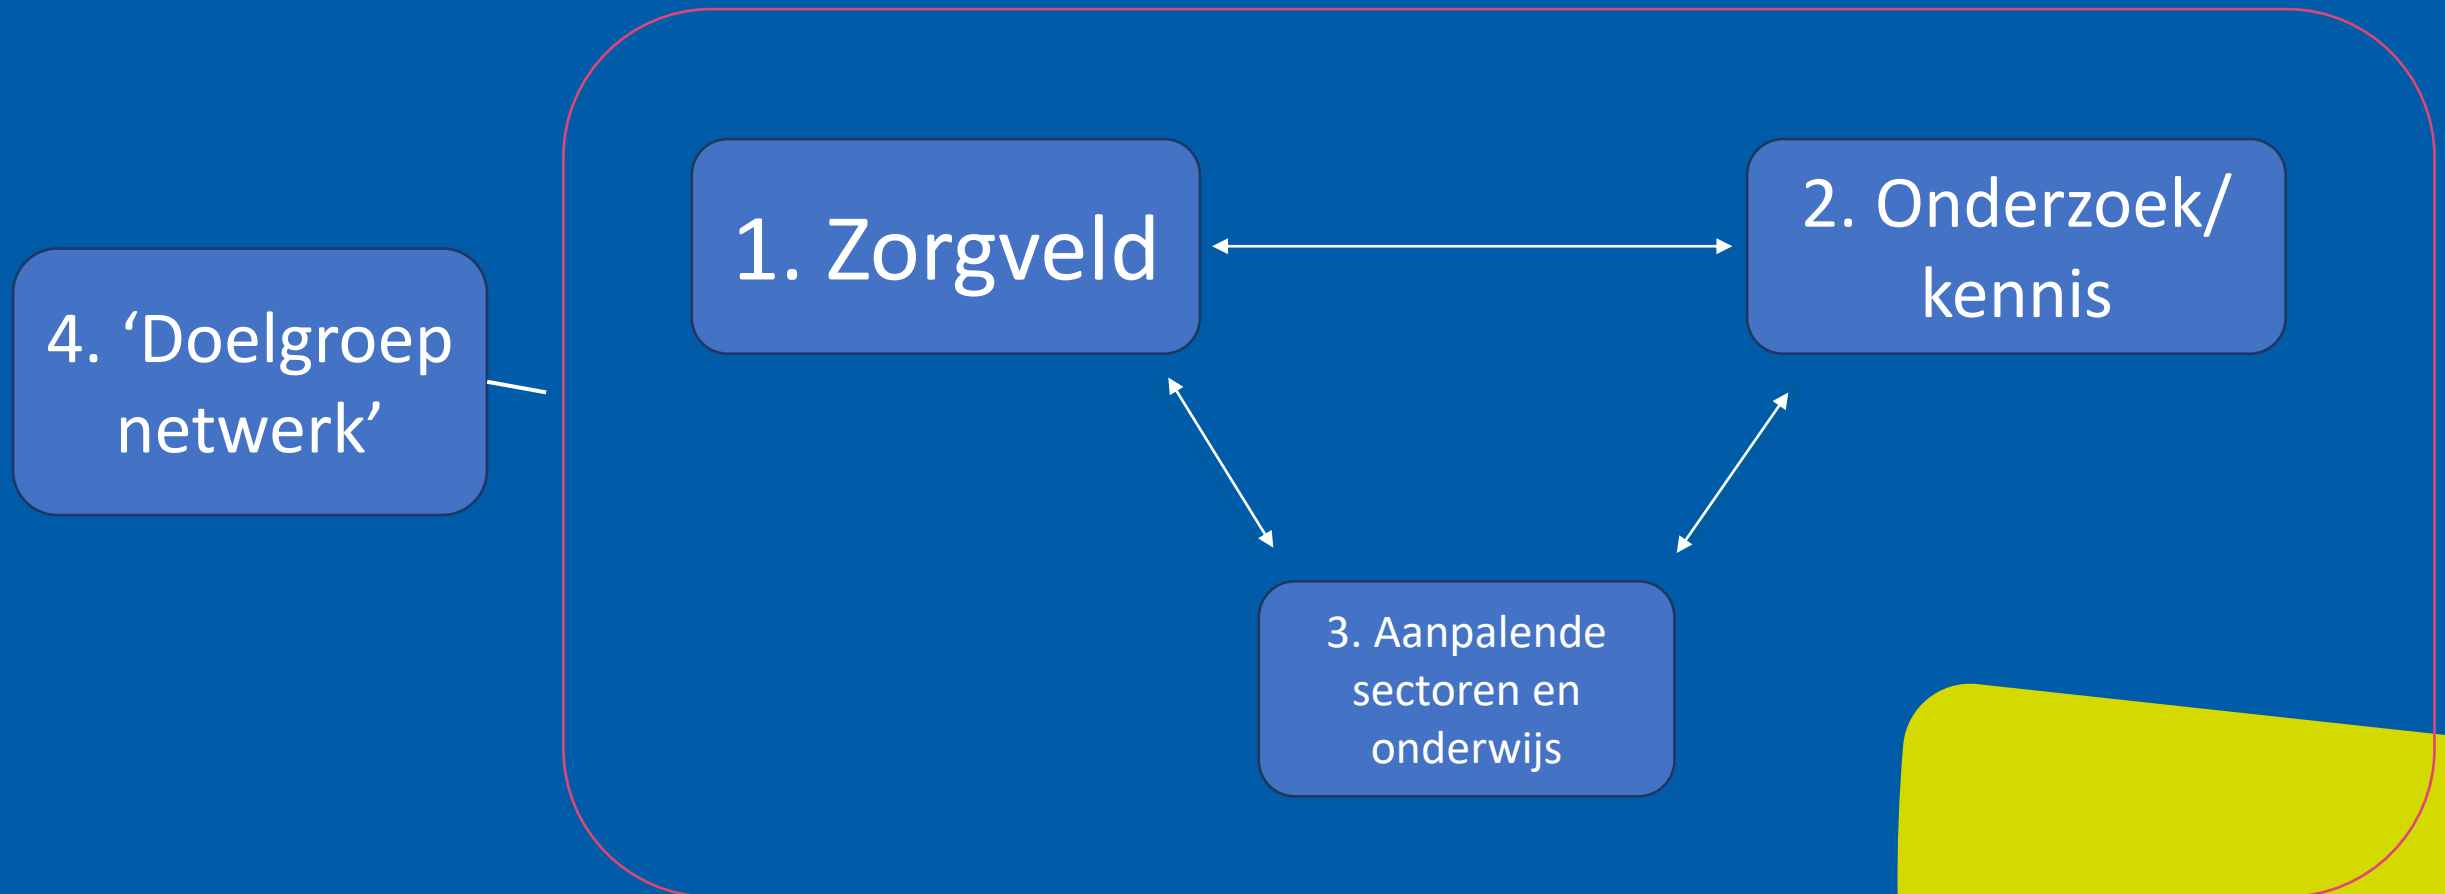 1. Zorgveld
2. Onderzoek/
kennis
4. ‘Doelgroep
netwerk’
3. Aanpalende
sectoren en
onderwijs